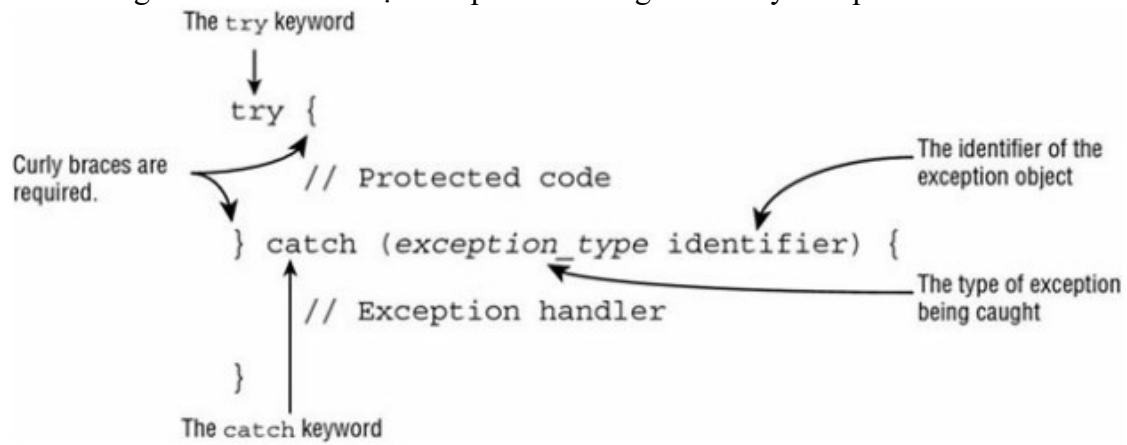 The try keyword
try {
Curly braces are
required.
// Protected code
The identifier of the
exception object
} catch (exception_type identifier) {
// Exception handler
The type of exception
being caught
}
The catch keyword